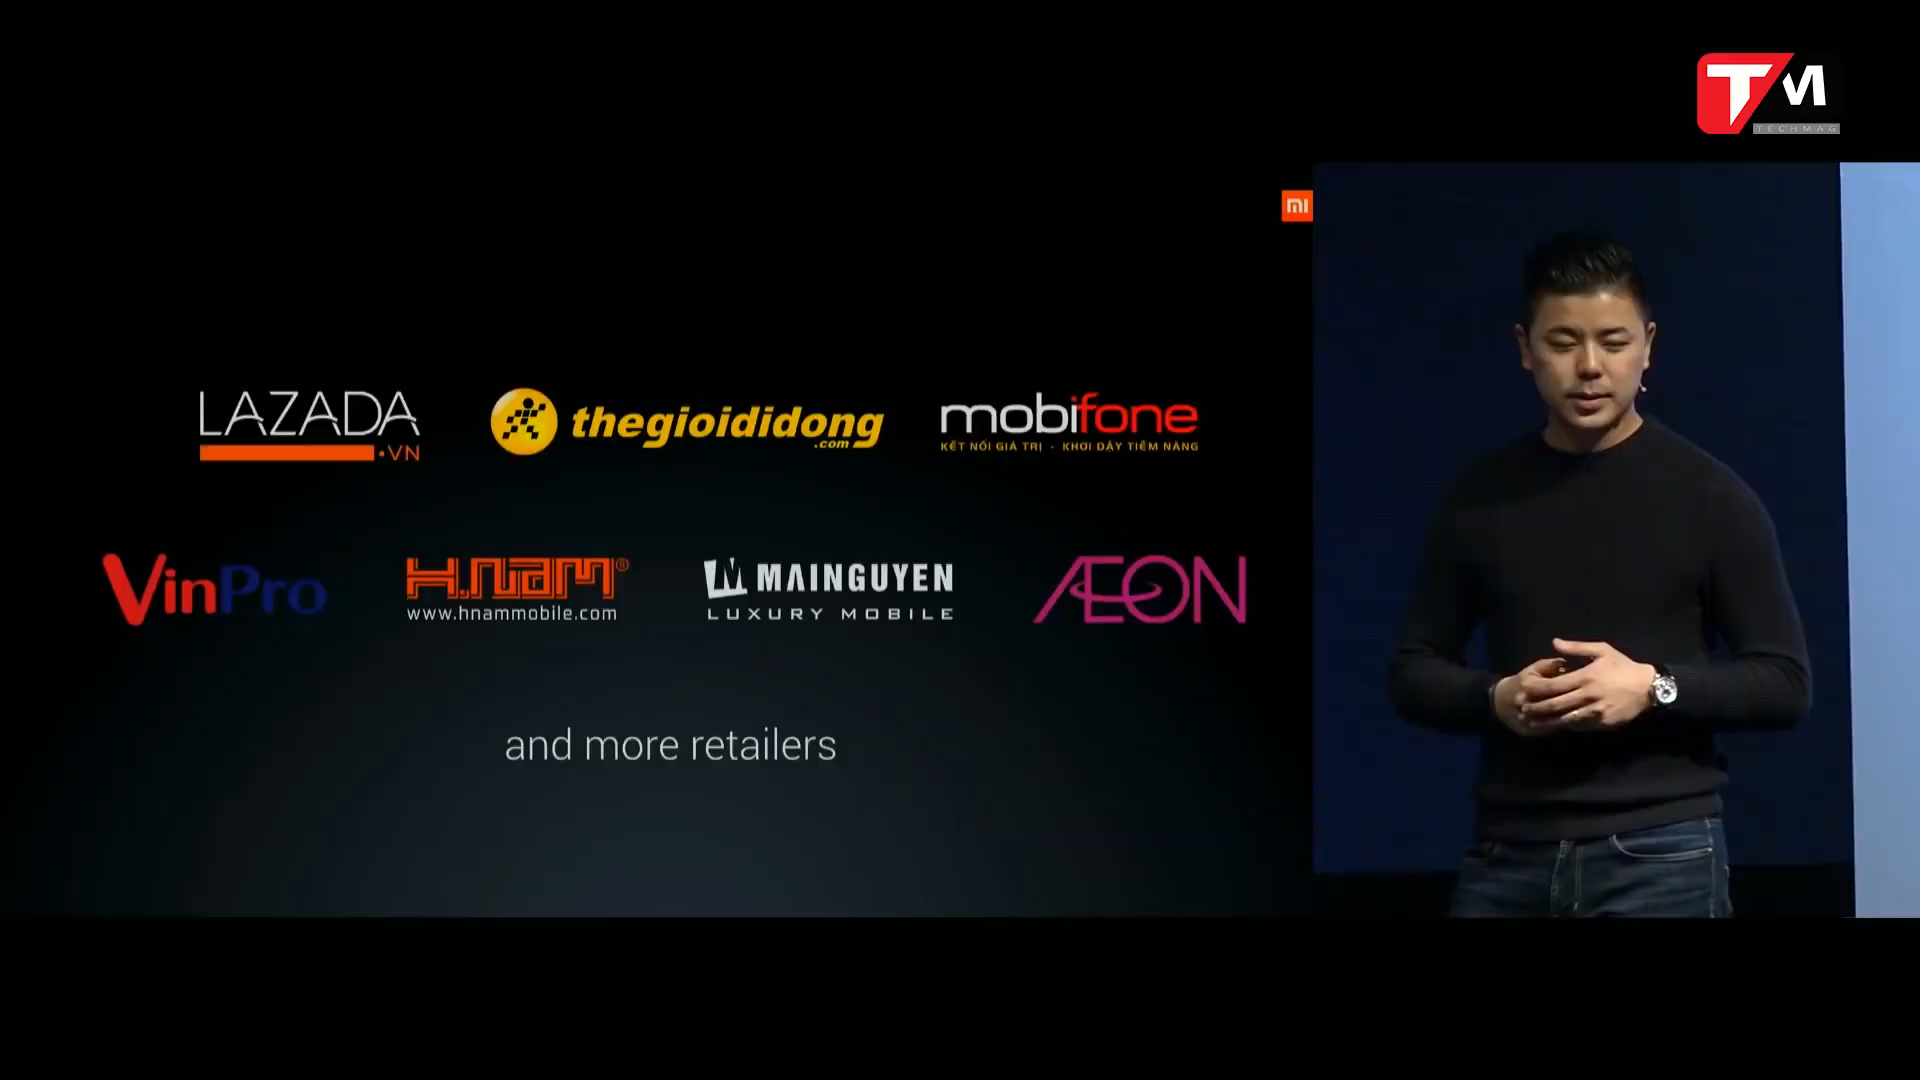 TM
TECHMAG
MI
LAZADA
.VN
thegioididong
.com
mobifone
KẾT NỐI GIÁ TRỊ - KHƠI DẬY TIỀM NĂNG
VinPro
H.NAM®
www.hnammobile.com
M MAINGUYEN
LUXURY MOBILE
ÆON
and more retailers